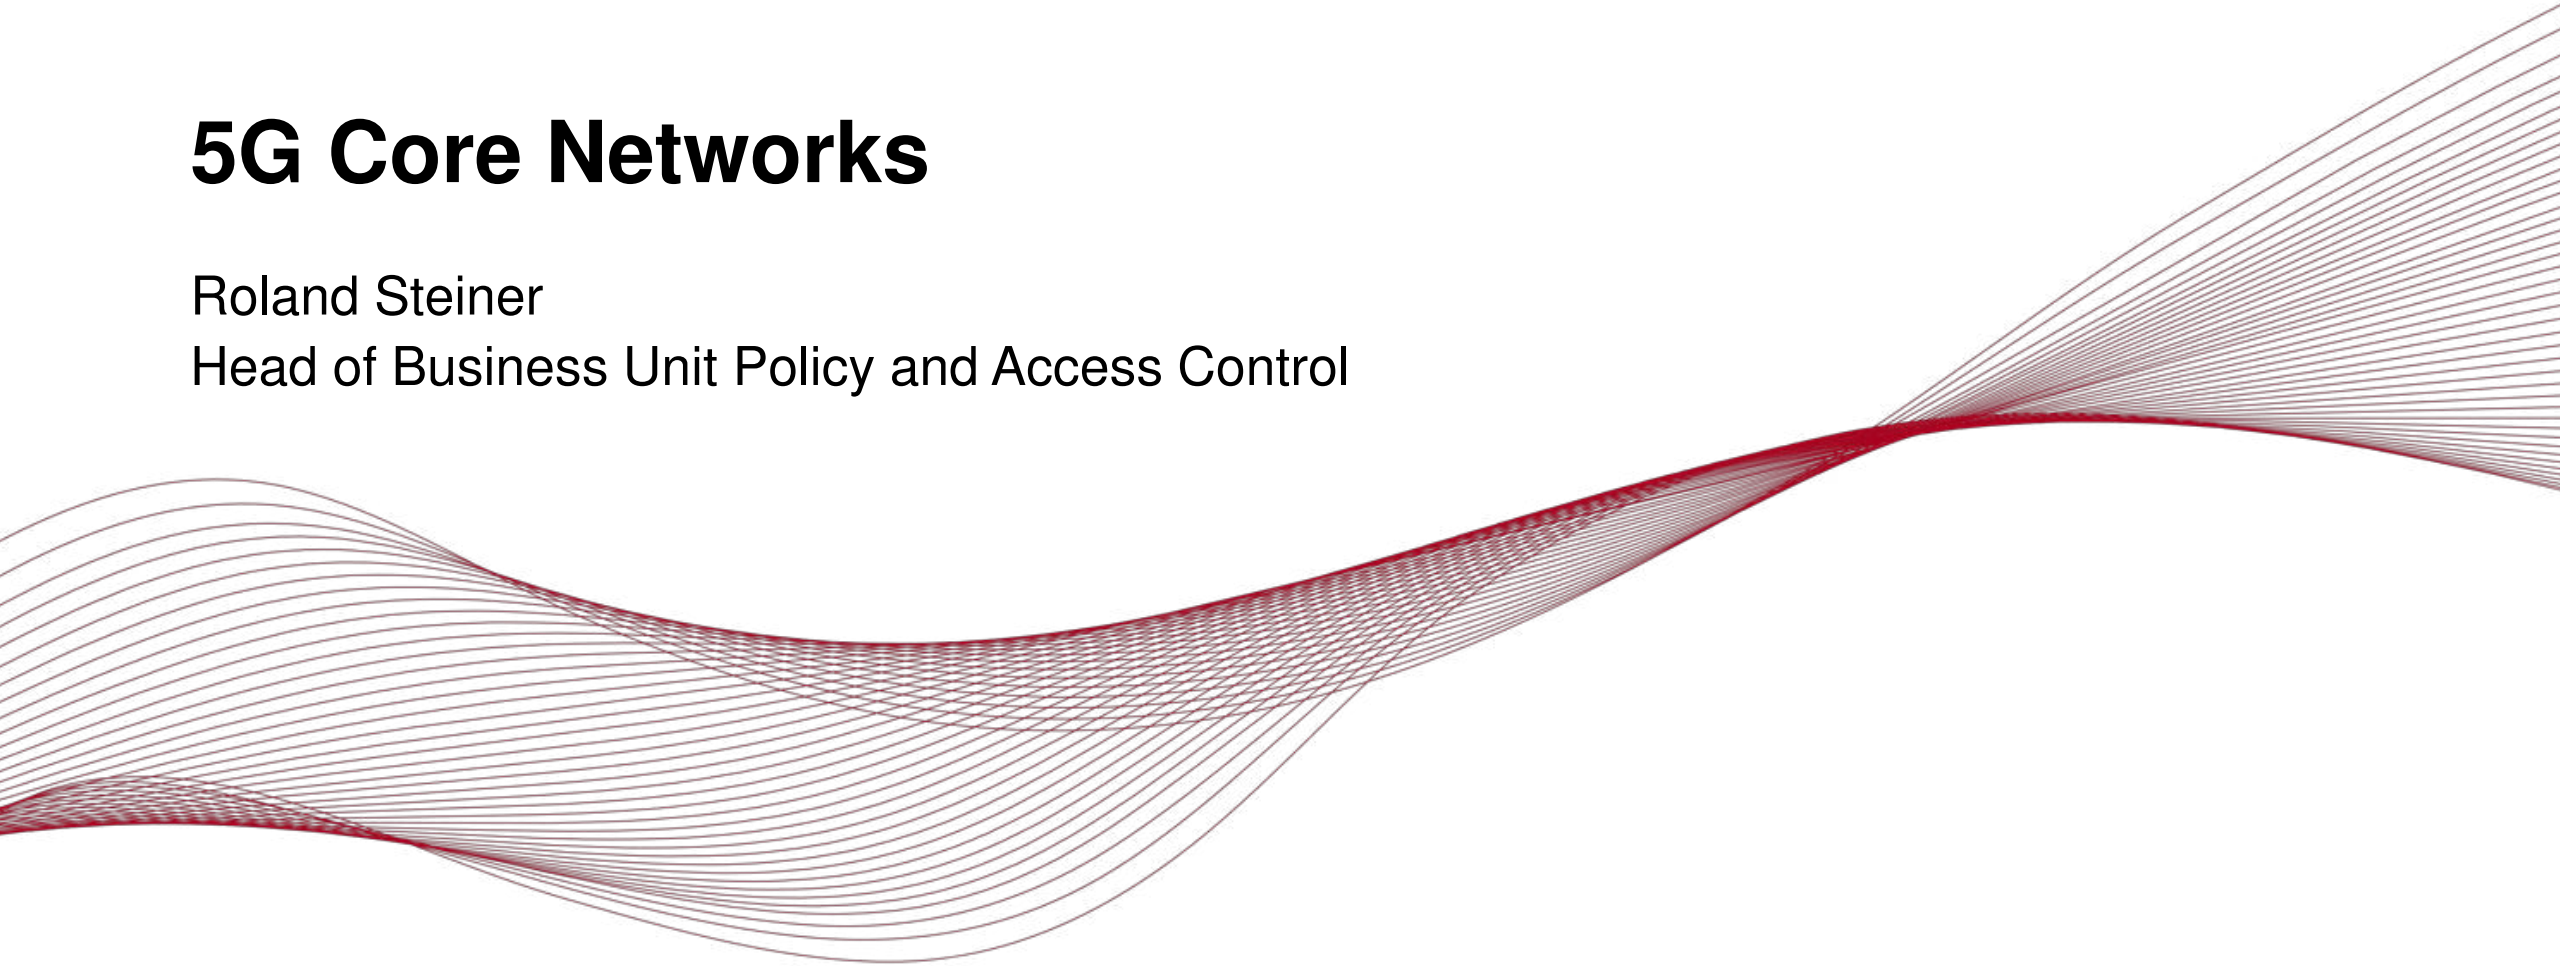 5G Core Networks
Roland Steiner
Head of Business Unit Policy and Access Control